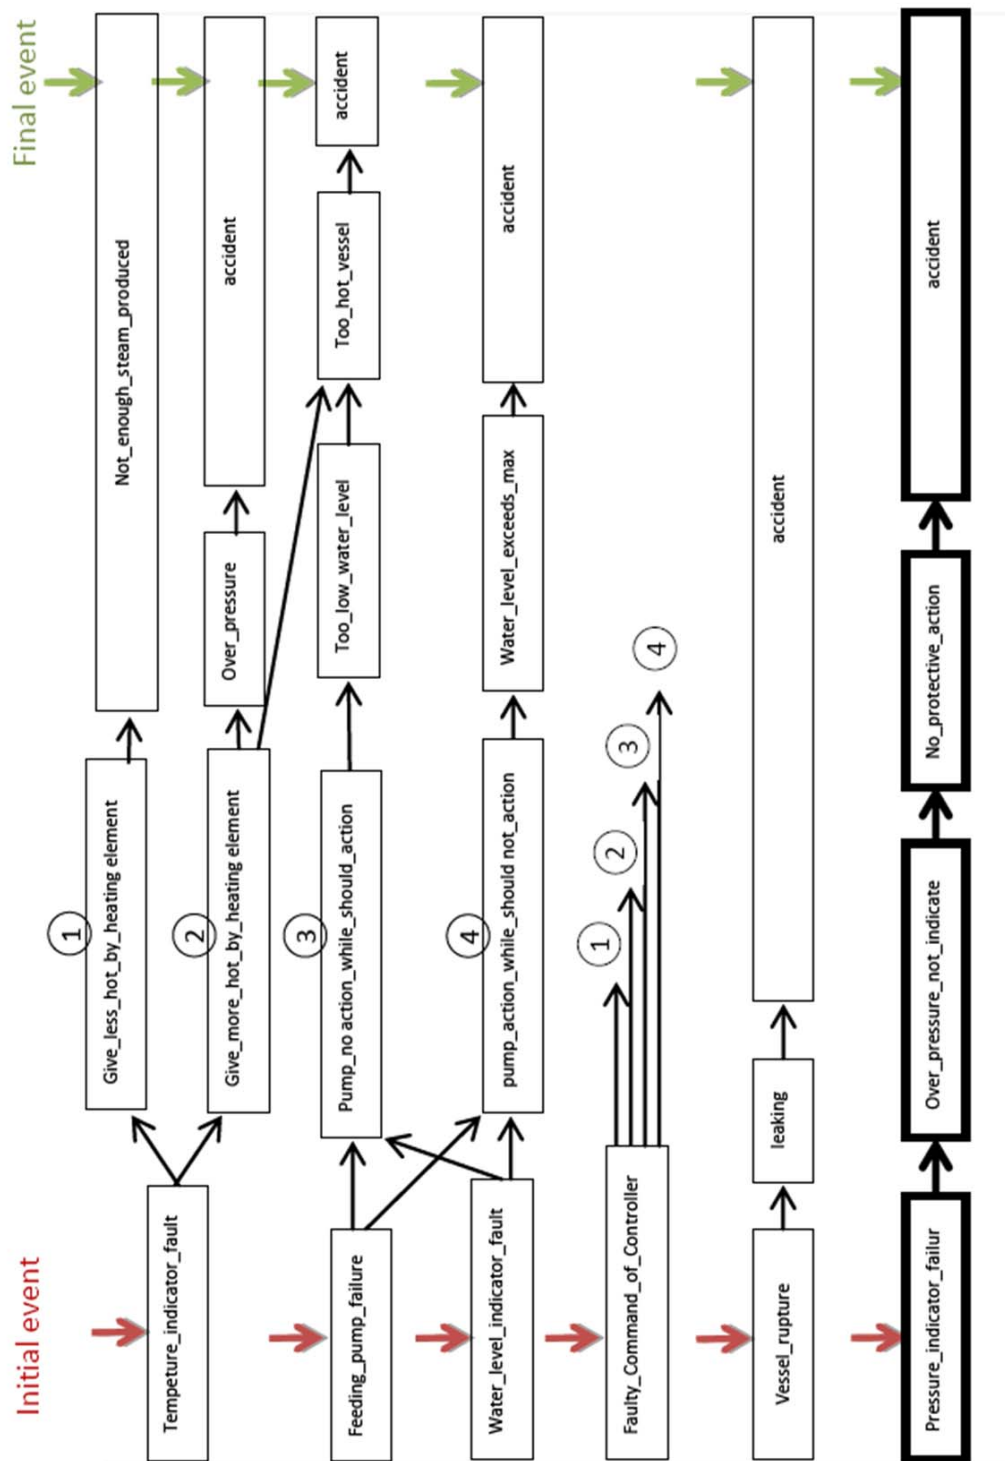 Initial event
Final event
Tempeture_indicator_fault
1
Give_less_hot_by_heating element
Not_enough_steam_produced
2
Give_more_hot_by_heating element
Over_pressure
accident
Feeding_pump_failure
3
Pump_no action_while_should_action
Too_low_water_level
Too_hot_vessel
accident
Water_level_indicator_fault
4
pump_action_while_should not_action
Water_level_exceeds_max
accident
Faulty_Command_of_Controller
1
2
3
4
Vessel_rupture
leaking
accident
Pressure_indicator_failur
Over_pressure_not_indicate
No_protective_action
accident